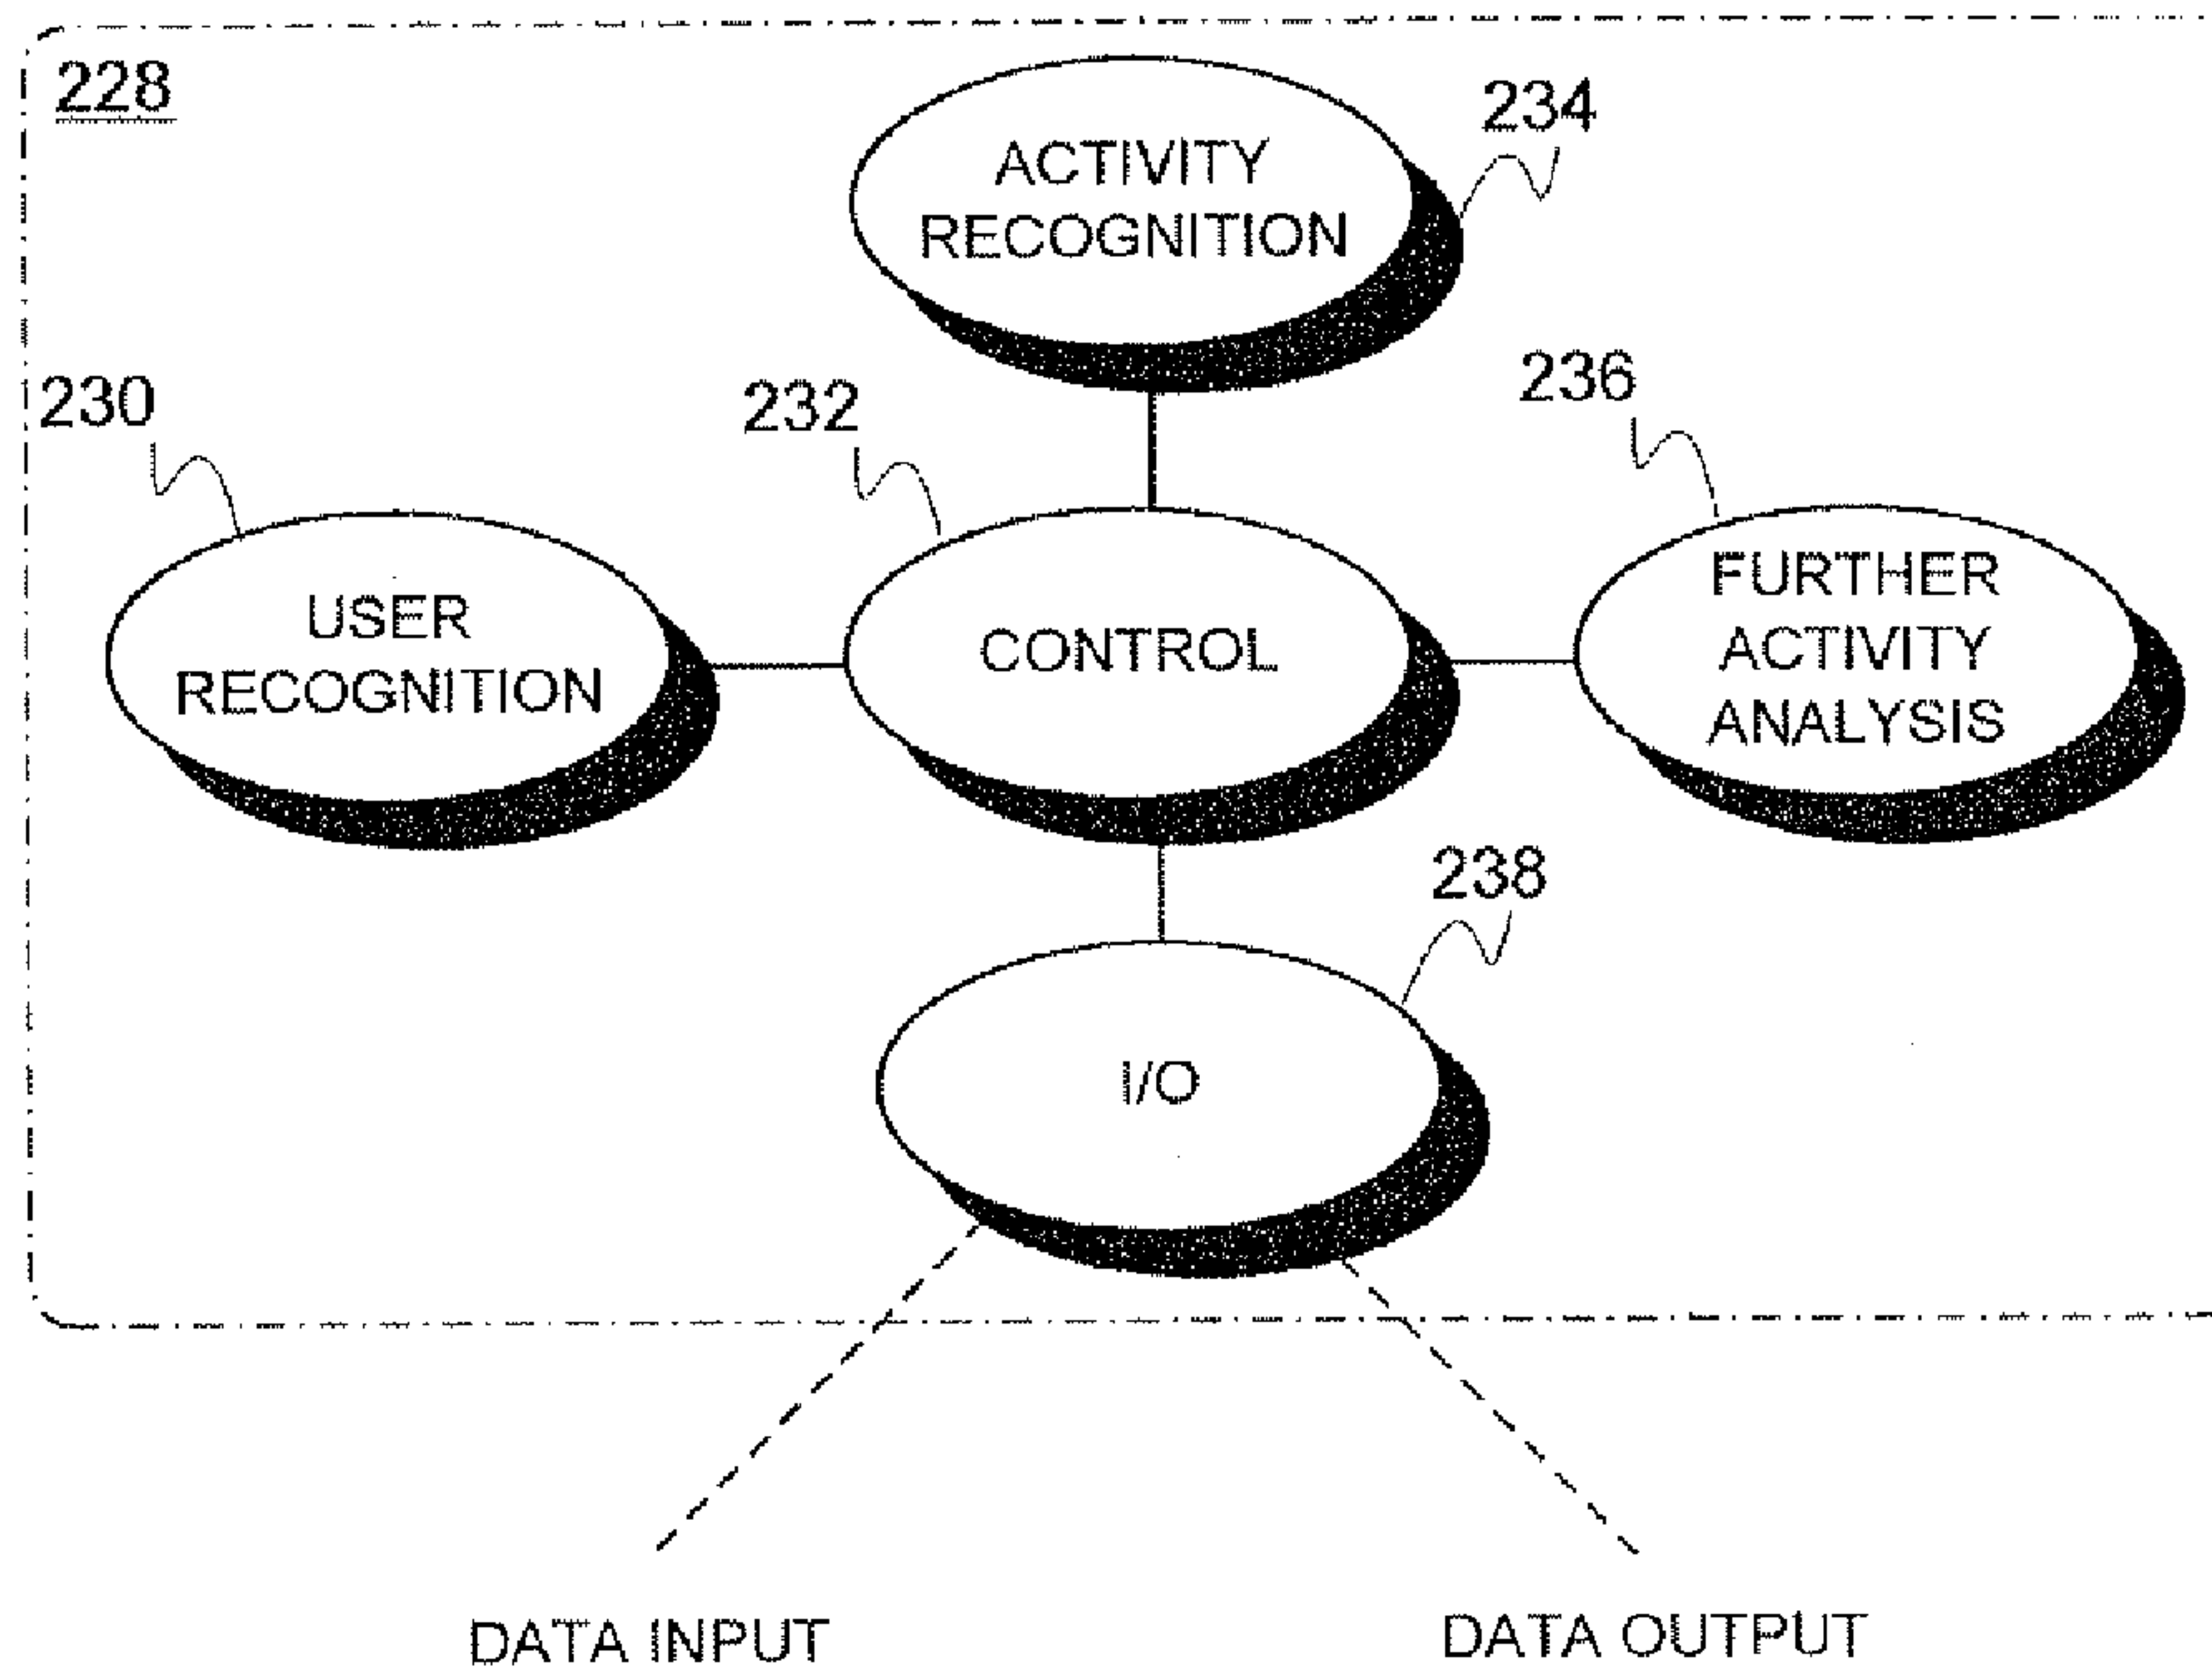 228
234
ACTIVITY
RECOGNITION
230
232
236
USER
RECOGNITION
CONTROL
FURTHER
ACTIVITY
ANALYSIS
238
I/O
DATA INPUT
DATA OUTPUT